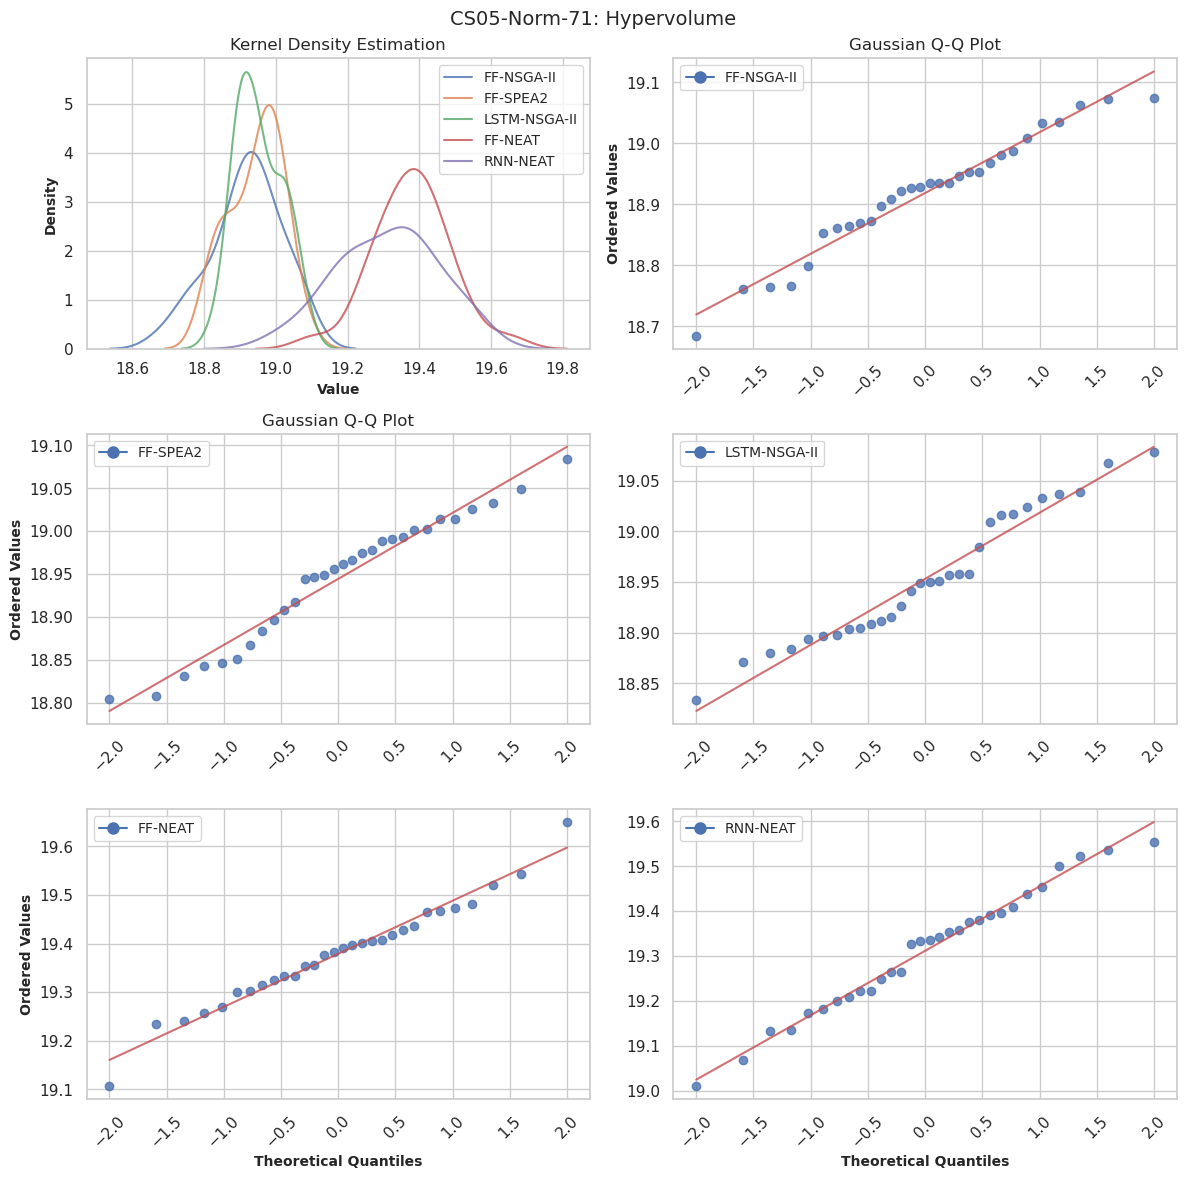 CS05-Norm-71: Hypervolume
Kernel Density Estimation
Density
5
4
3
2
1
0
FF-NSGA-II
FF-SPEA2
LSTM-NSGA-II
FF-NEAT
RNN-NEAT
18.6 18.8 19.0 19.2 19.4 19.6 19.8
Value
Gaussian Q-Q Plot
FF-NSGA-II
Ordered Values
19.1
19.0
18.9
18.8
18.7
−2.0 −1.5 −1.0 −0.5 0.0 0.5 1.0 1.5 2.0
Gaussian Q-Q Plot
FF-SPEA2
Ordered Values
19.10
19.05
19.00
18.95
18.90
18.85
18.80
−2.0 −1.5 −1.0 −0.5 0.0 0.5 1.0 1.5 2.0
LSTM-NSGA-II
19.05
19.00
18.95
18.90
18.85
−2.0 −1.5 −1.0 −0.5 0.0 0.5 1.0 1.5 2.0
FF-NEAT
Ordered Values
19.6
19.5
19.4
19.3
19.2
19.1
−2.0 −1.5 −1.0 −0.5 0.0 0.5 1.0 1.5 2.0
Theoretical Quantiles
RNN-NEAT
19.6
19.5
19.4
19.3
19.2
19.1
19.0
−2.0 −1.5 −1.0 −0.5 0.0 0.5 1.0 1.5 2.0
Theoretical Quantiles